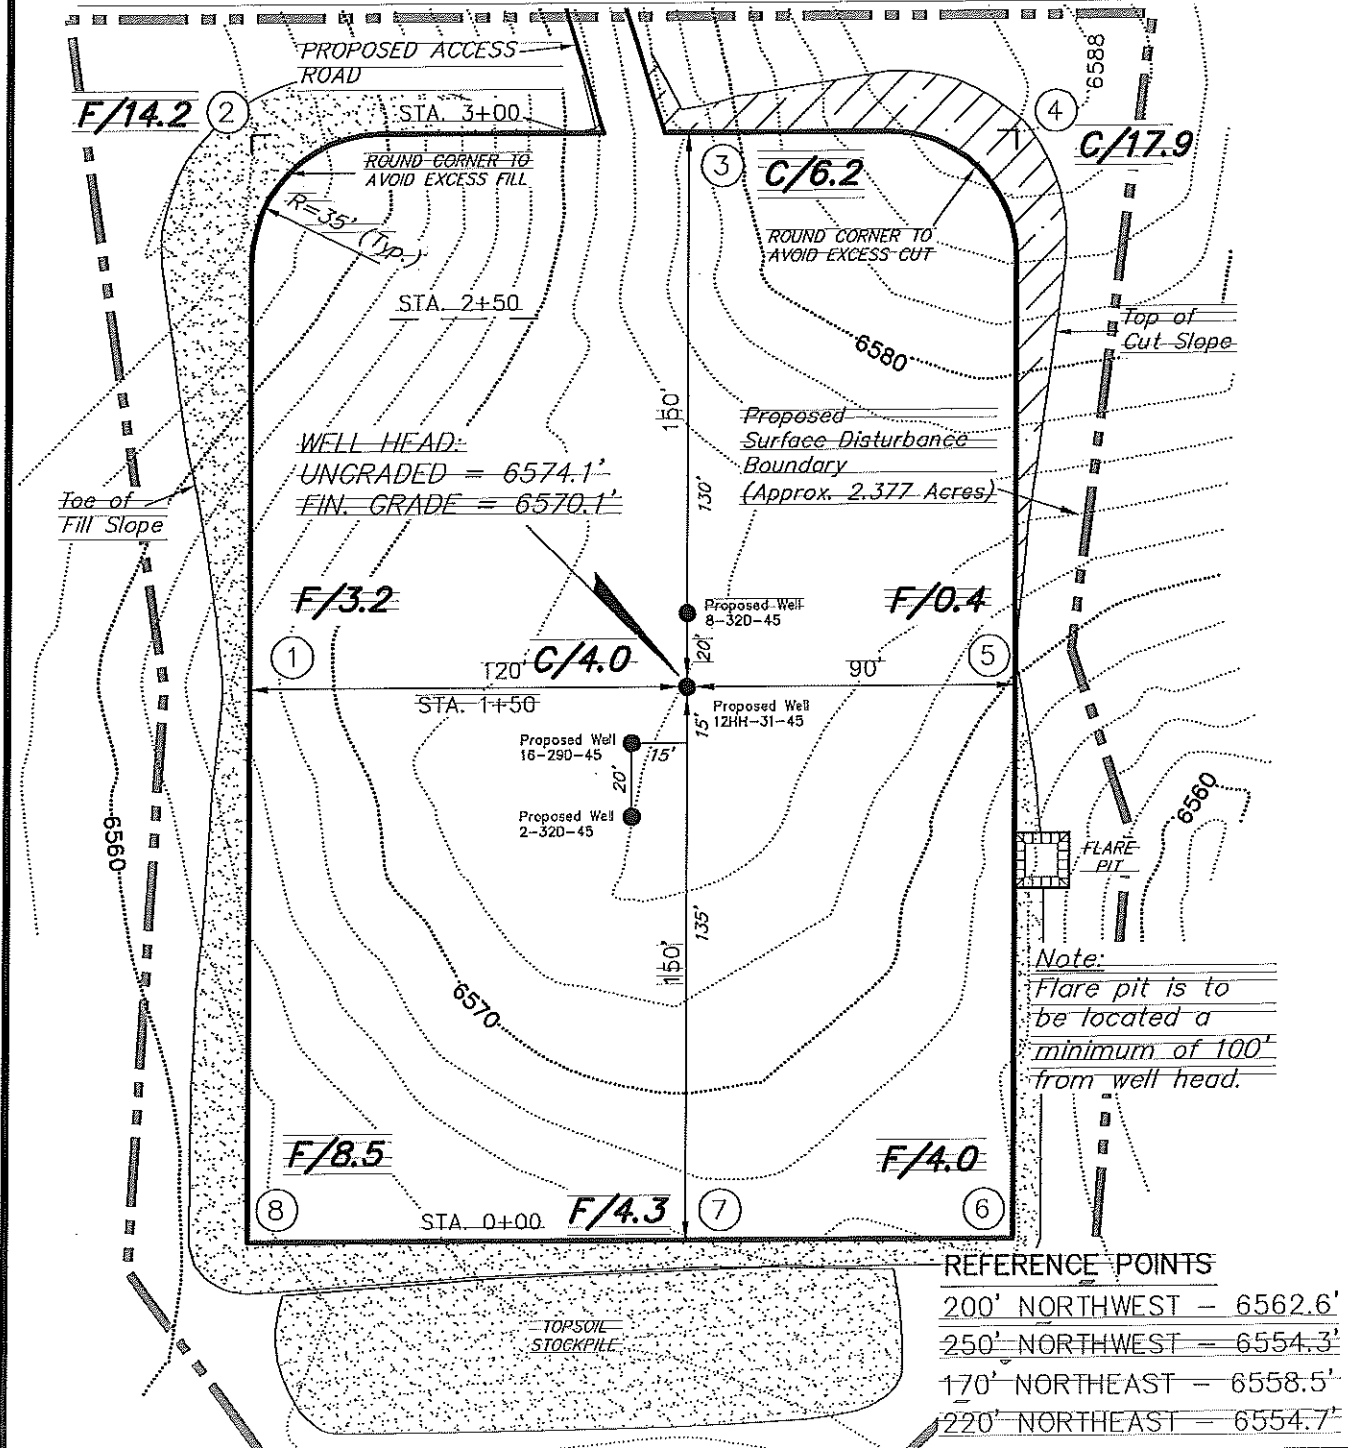 PROPOSED ACCESS
ROAD
6588
F/14.2
2
STA. 3+00
4
C/17.9
ROUND CORNER TO
AVOID EXCESS FILL
3
C/6.2
R=35'
(Typ.)
ROUND CORNER TO
AVOID EXCESS CUT
STA. 2+50
Top of
Cut Slope
6580
150'
Proposed
Surface Disturbance
Boundary
(Approx. 2.377 Acres)
WELL HEAD:
UNGRADED = 6574.1'
FIN. GRADE = 6570.1'
130'
Toe of
Fill Slope
F/3.2
F/0.4
Proposed Well
8-32D-45
1
120'
C/4.0
20'
90'
5
STA. 1+50
Proposed Well
12HH-31-45
15'
Proposed Well
16-29D-45
15'
20'
Proposed Well
2-32D-45
6560
6560
FLARE
PIT
135'
150'
Note:
Flare pit is to
be located a
minimum of 100'
from well head.
6570
F/8.5
F/4.0
8
STA. 0+00
F/4.3
7
6
REFERENCE POINTS
200' NORTHWEST - 6562.6'
250' NORTHWEST - 6554.3'
170' NORTHEAST - 6558.5'
220' NORTHEAST - 6554.7'
TOPSOIL
STOCKPILE